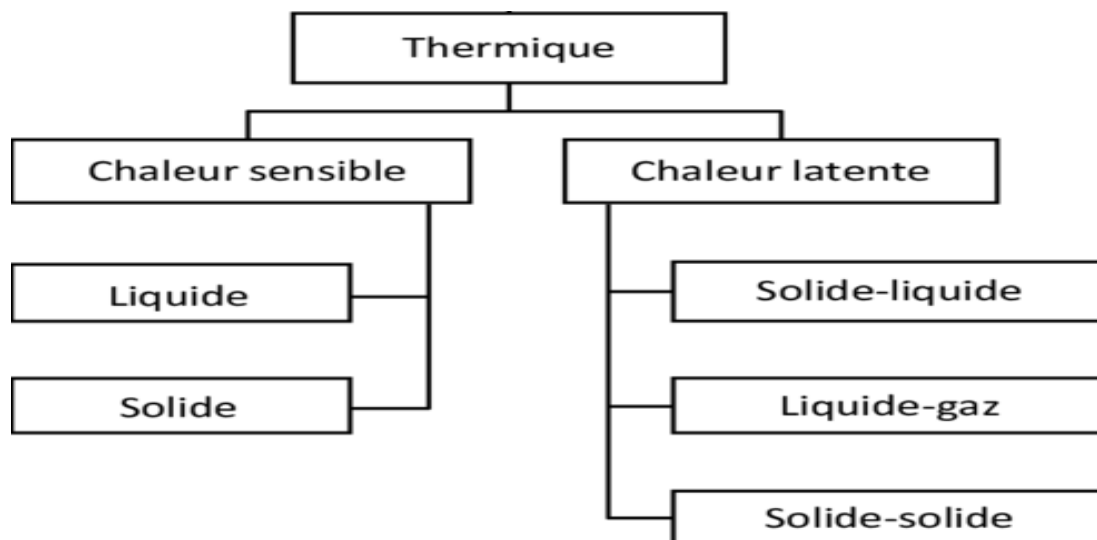 Thermique
Chaleur sensible
Chaleur latente
Liquide
Solide-liquide
Solide
Liquide-gaz
Solide-solide